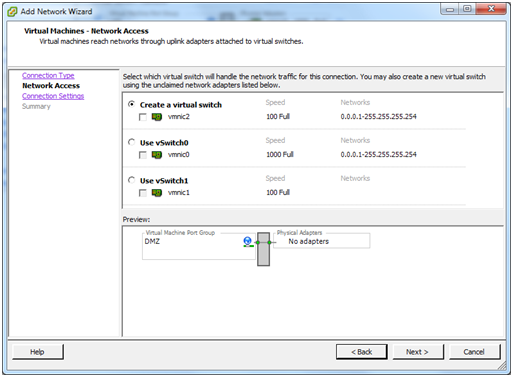 Add Network Wizard
Virtual Machines - Network Access
Virtual machines reach networks through uplink adapters attached to virtual switches.
Connection Type
Network Access
Connection Settings
Summary
Select which virtual switch will handle the network traffic for this connection. You may also create a new virtual switch
using the unclaimed network adapters listed below.
Create a virtual switch Speed Networks
vmnic2 100 Full 0.0.0.1-255.255.255.254
Use vSwitch0 Speed Networks
vmnic0 1000 Full 0.0.0.1-255.255.255.254
Use vSwitch1 Speed Networks
vmnic1 100 Full
Preview:
Virtual Machine Port Group Physical Adapters
DMZ No adapters
Help < Back Next > Cancel